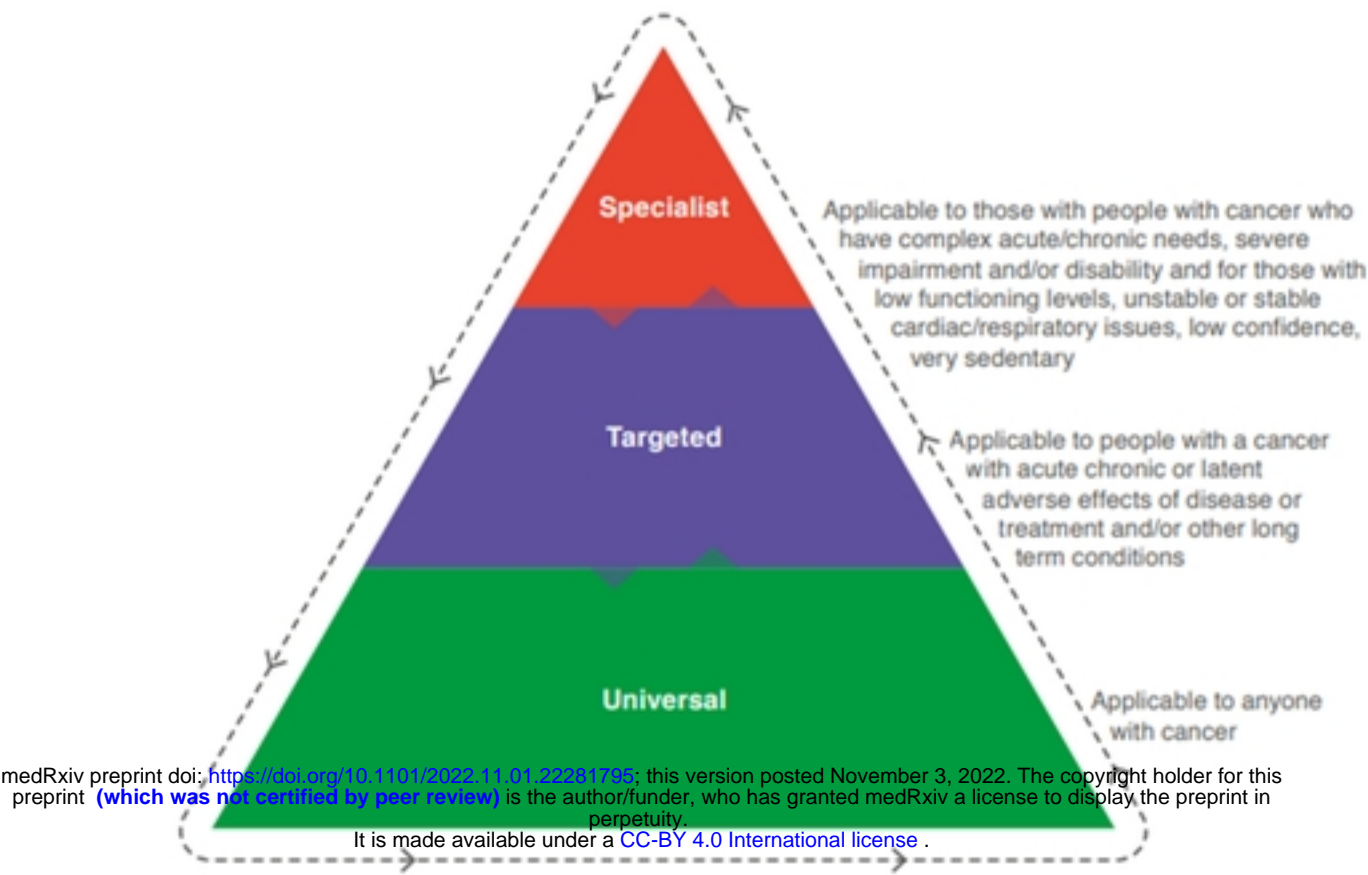 Specialist
Applicable to those with people with cancer who
have complex acute/chronic needs, severe
impairment and/or disability and for those with
low functioning levels, unstable or stable
cardiac/respiratory issues, low confidence,
very sedentary
Targeted
Applicable to people with a cancer
with acute chronic or latent
adverse effects of disease or
treatment and/or other long
term conditions
Universal
Applicable to anyone
with cancer
medRxiv preprint doi: https://doi.org/10.1101/2022.11.01.22281795; this version posted November 3, 2022. The copyright holder for this
preprint (which was not certified by peer review) is the author/funder, who has granted medRxiv a license to display the preprint in
perpetuity.
It is made available under a CC-BY 4.0 International license .